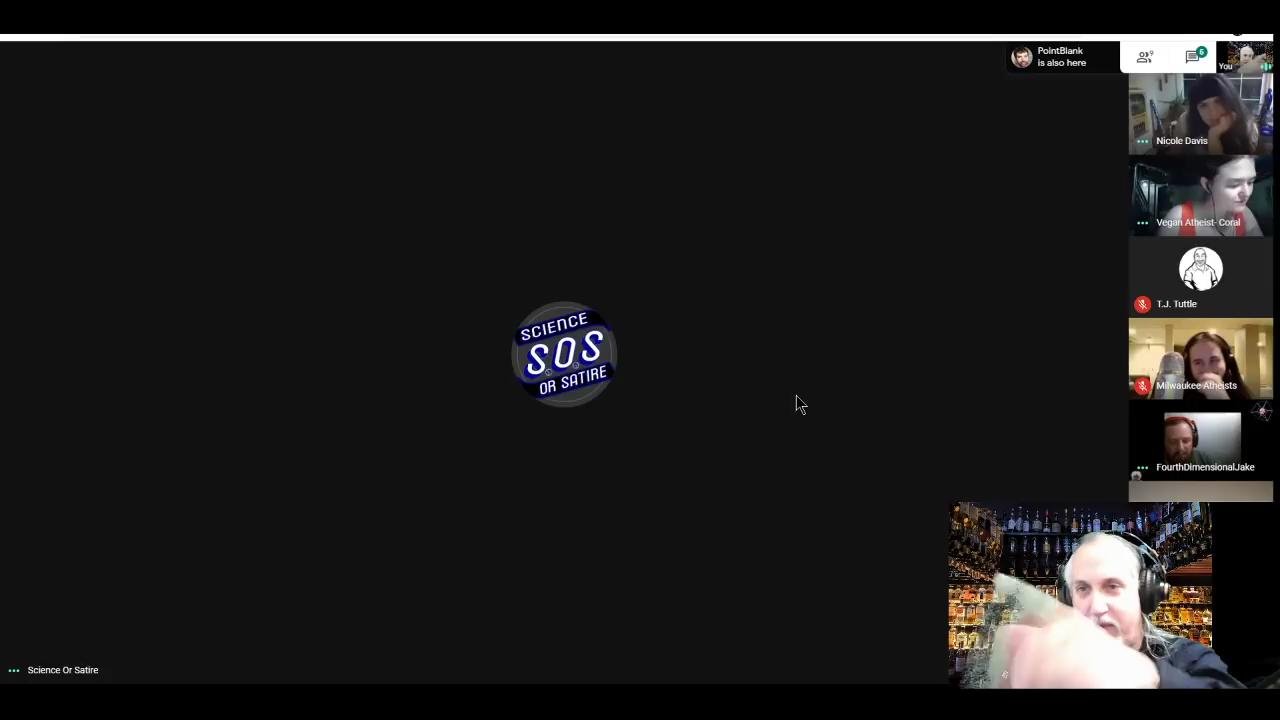 PointBlank
is also here
9
6
You
Nicole Davis
Vegan Atheist- Coral
T.J. Tuttle
Milwaukee Atheists
FourthDimensionalJake
SCIENCE
S.O.S
OR SATIRE
Science Or Satire